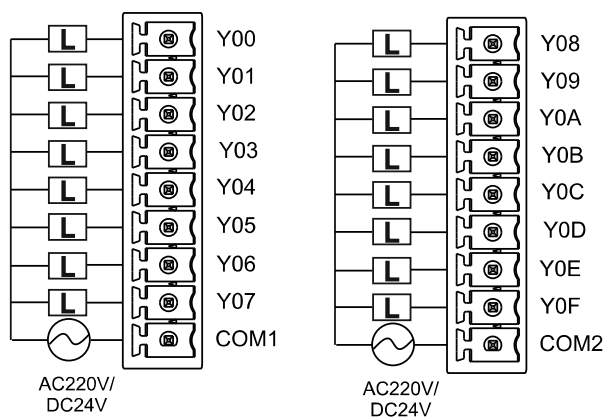 L Y00
L Y01
L Y02
L Y03
L Y04
L Y05
L Y06
L Y07
COM1
AC220V/
DC24V
L Y08
L Y09
L Y0A
L Y0B
L Y0C
L Y0D
L Y0E
L Y0F
COM2
AC220V/
DC24V